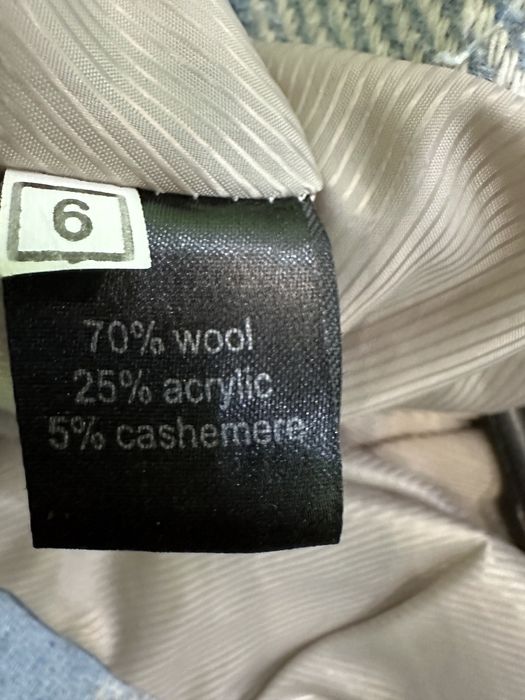 6
70% wool
25% acrylic
5% cashemere